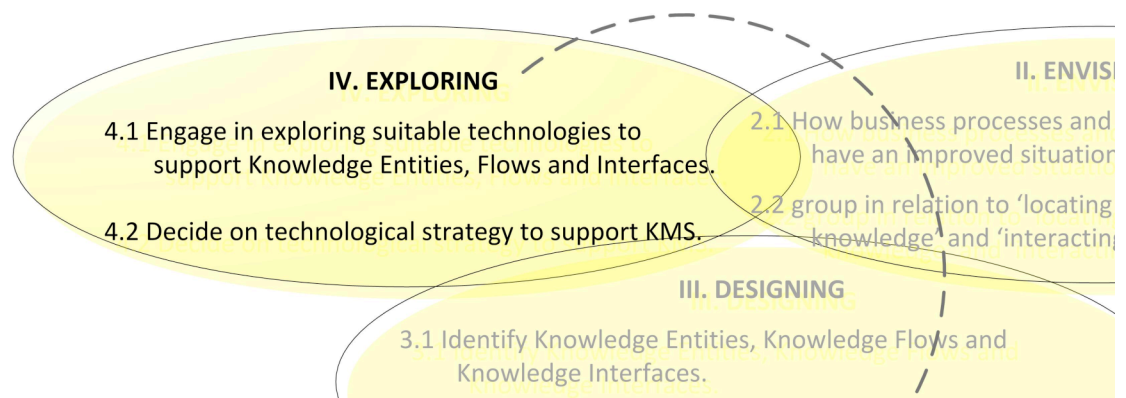 IV. EXPLORING
4.1 Engage in exploring suitable technologies to
support Knowledge Entities, Flows and Interfaces.
4.2 Decide on technological strategy to support KMS.
II. ENVIS
2.1 How business processes and
have an improved situation
2.2 group in relation to ‘locating
knowledge’ and ‘interacting
III. DESIGNING
3.1 Identify Knowledge Entities, Knowledge Flows and
Knowledge Interfaces.